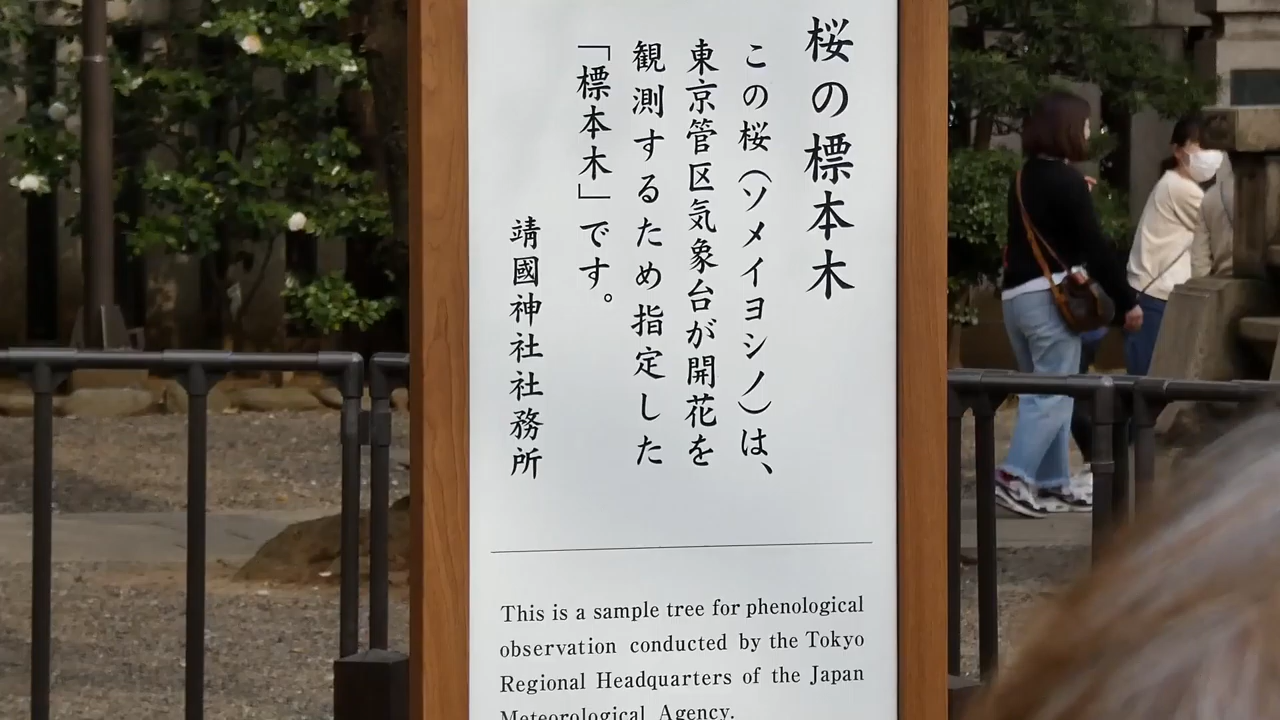 桜の標本木
この桜（ソメイヨシノ）は、
東京管区気象台が開花を
観測するため指定した
「標本木」です。
靖國神社社務所
This is a sample tree for phenological
observation conducted by the Tokyo
Regional Headquarters of the Japan
Meteorological Agency.